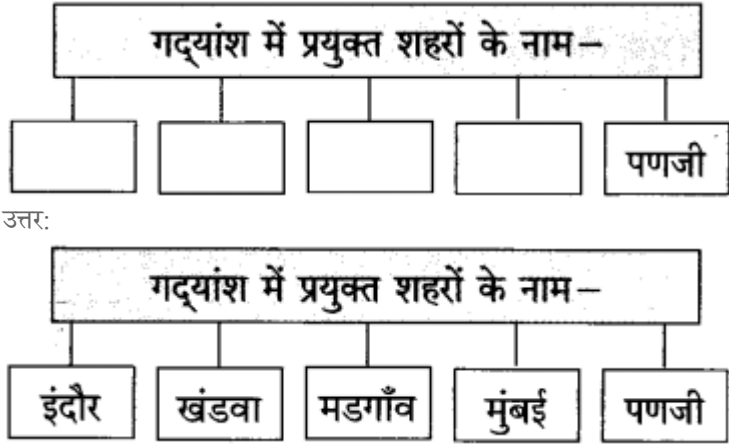 गद्यांश में प्रयुक्त शहरों के नाम–
पणजी
उत्तर:
गद्यांश में प्रयुक्त शहरों के नाम–
इंदौर खंडवा मडगाँव मुंबई पणजी